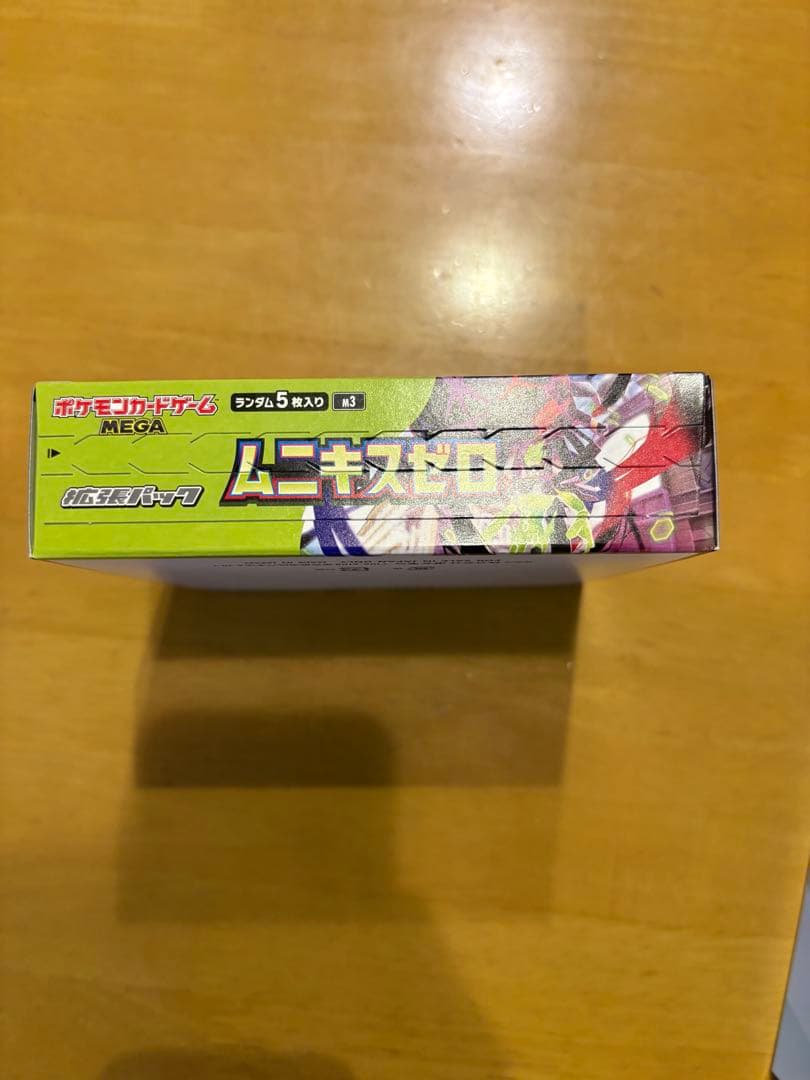 ポケモンカードゲーム
MEGA
ランダム5枚入り
M3
拡張パック
ムニキスゼロ